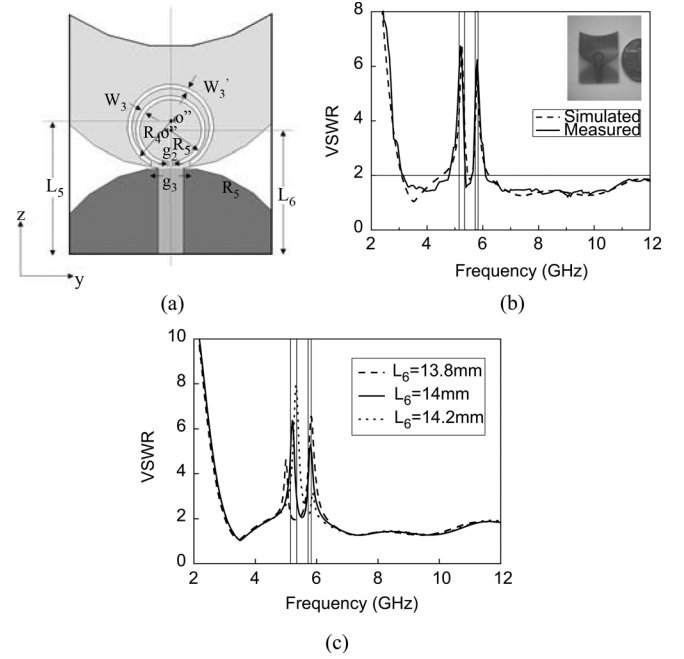 (a)
W₃
W₃'
o''
R₄
o'''
R₅
g₂
g₃
R₅
L₅
L₆
z
y
8
6
4
2
0
VSWR
Simulated
Measured
2 4 6 8 10 12
Frequency (GHz)
(a)
(b)
10
8
6
4
2
0
VSWR
L₆=13.8mm
L₆=14mm
L₆=14.2mm
2 4 6 8 10 12
Frequency (GHz)
(c)